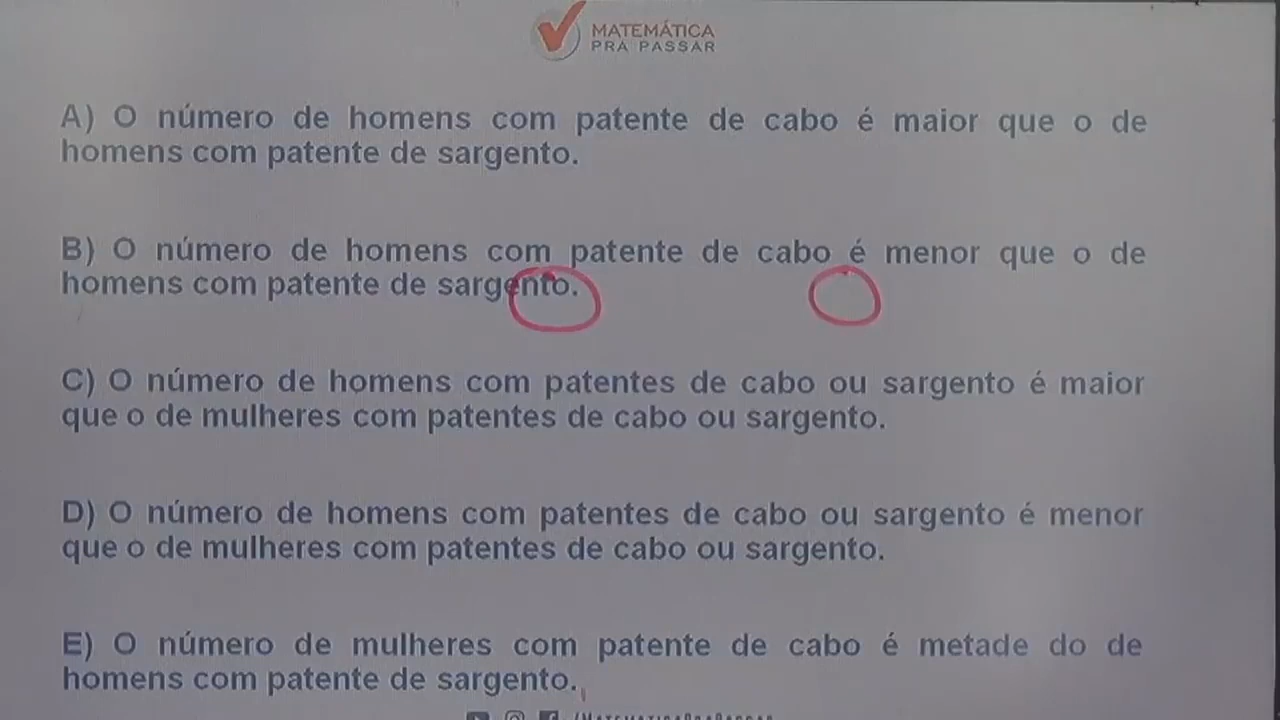 MATEMÁTICA
PRA PASSAR
A) O número de homens com patente de cabo é maior que o de
homens com patente de sargento.
B) O número de homens com patente de cabo é menor que o de
homens com patente de sargento.
C) O número de homens com patentes de cabo ou sargento é maior
que o de mulheres com patentes de cabo ou sargento.
D) O número de homens com patentes de cabo ou sargento é menor
que o de mulheres com patentes de cabo ou sargento.
E) O número de mulheres com patente de cabo é metade do de
homens com patente de sargento.